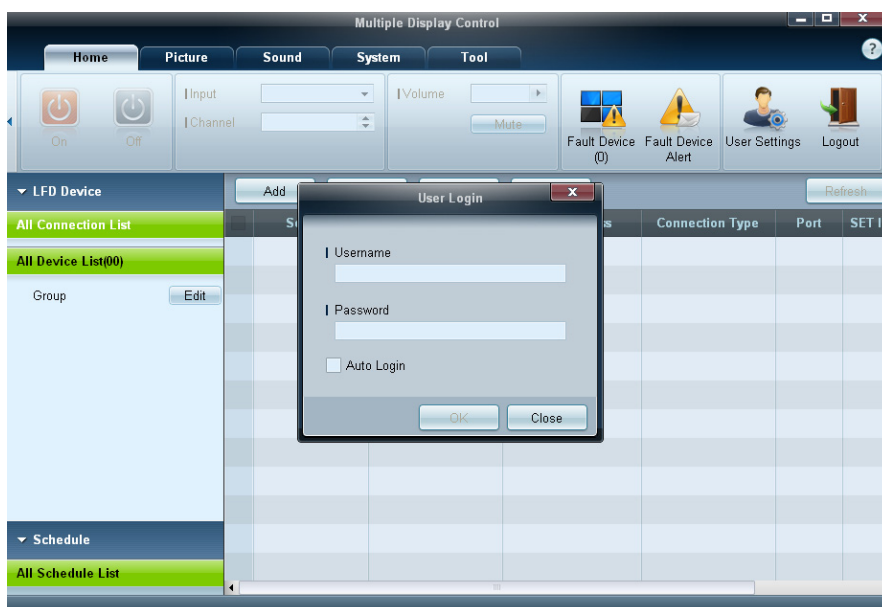 Multiple Display Control
Home Picture Sound System Tool
Input
Channel
Volume
Mute
On Off
Fault Device
(0)
Fault Device
Alert
User Settings
Logout
LFD Device
Add
Refresh
All Connection List
Connection Type Port SET I
All Device List(00)
Group Edit
User Login
Username
Password
Auto Login
OK Close
Schedule
All Schedule List